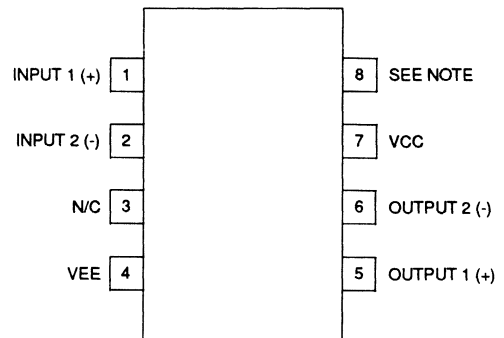 INPUT 1 (+) 1 8 SEE NOTE
INPUT 2 (-) 2 7 VCC
N/C 3 6 OUTPUT 2 (-)
VEE 4 5 OUTPUT 1 (+)